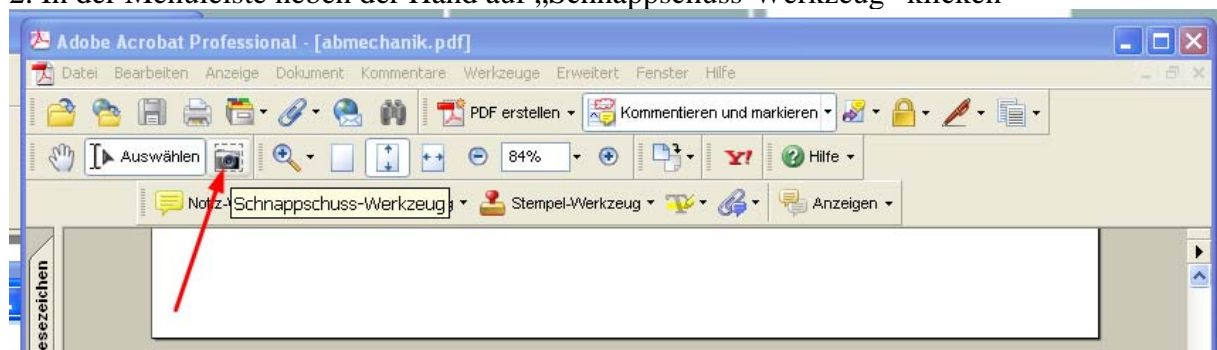 2. In der Menüleiste neben der Hand auf „Schnappschuss-Werkzeug“ klicken
Adobe Acrobat Professional - [abmechanik.pdf]
Datei Bearbeiten Anzeige Dokument Kommentare Werkzeuge Erweitert Fenster Hilfe
PDF erstellen Kommentieren und markieren
Auswählen 84% Y! Hilfe
Schnappschuss-Werkzeug Stempel-Werkzeug Anzeigen